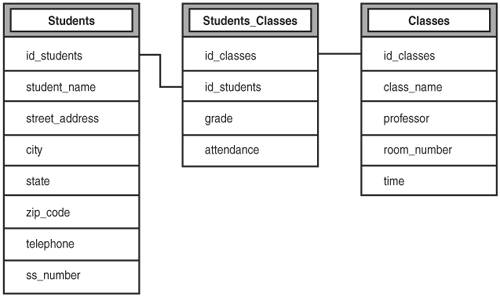 Students
id_students
student_name
street_address
city
state
zip_code
telephone
ss_number
Students_Classes
id_classes
id_students
grade
attendance
Classes
id_classes
class_name
professor
room_number
time